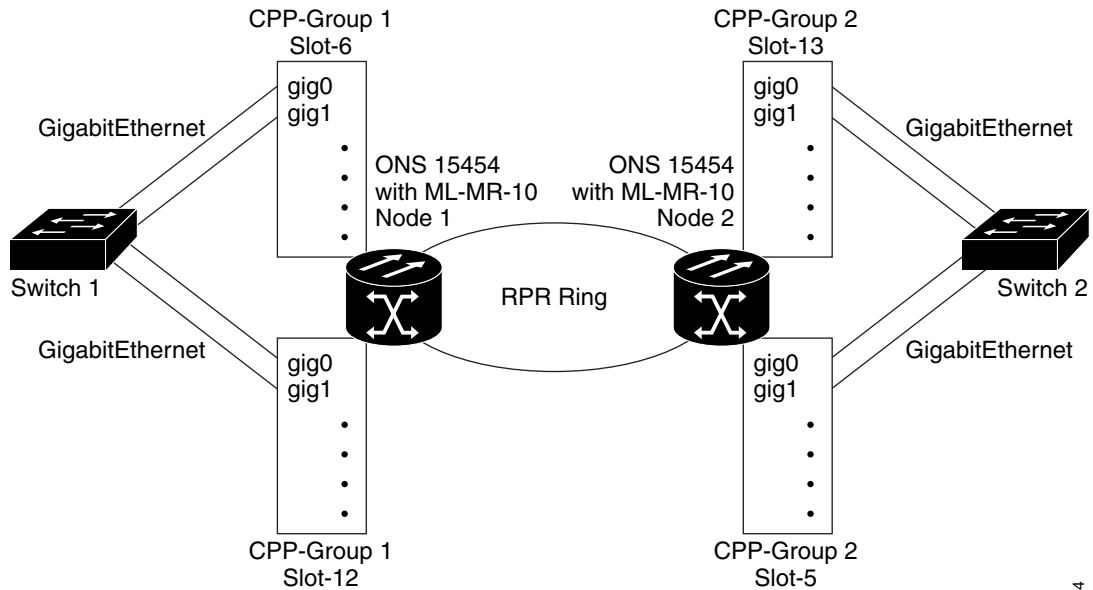 CPP-Group 1
Slot-6
CPP-Group 2
Slot-13
gig0
gig1
gig0
gig1
GigabitEthernet
GigabitEthernet
ONS 15454
with ML-MR-10
Node 1
ONS 15454
with ML-MR-10
Node 2
Switch 1
RPR Ring
Switch 2
GigabitEthernet
GigabitEthernet
gig0
gig1
gig0
gig1
CPP-Group 1
Slot-12
CPP-Group 2
Slot-5
4